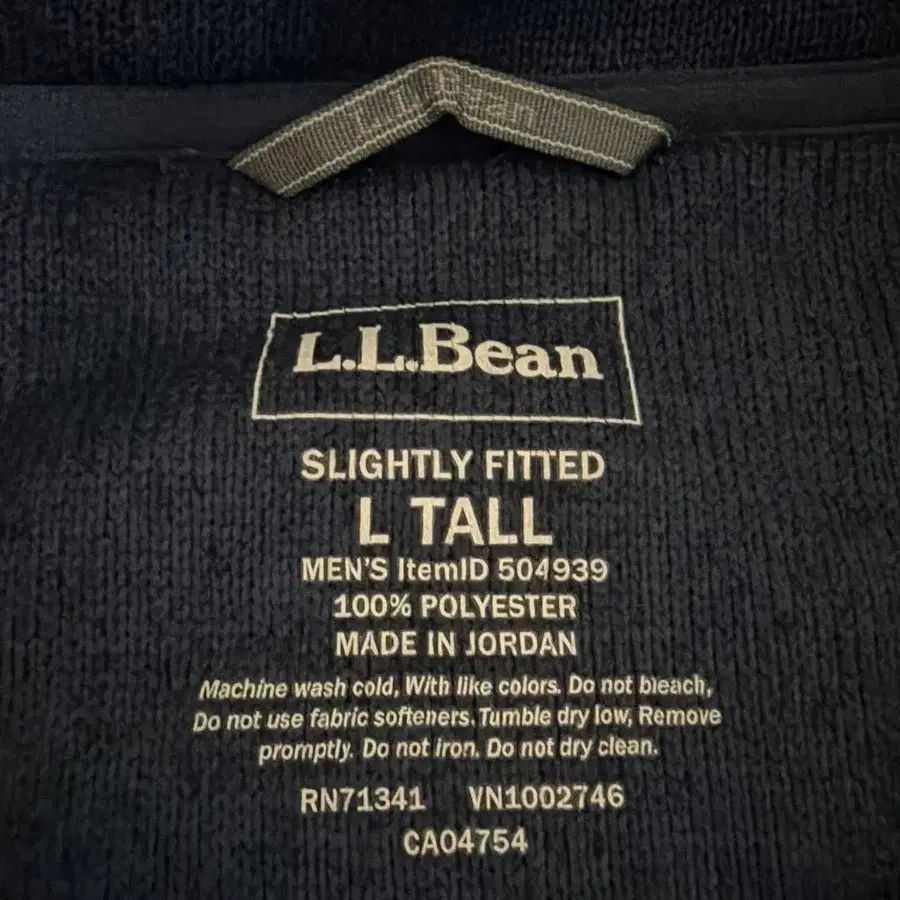 L.L.Bean
L.L.Bean
SLIGHTLY FITTED
L TALL
MEN'S ItemID 504939
100% POLYESTER
MADE IN JORDAN
Machine wash cold, With like colors. Do not bleach,
Do not use fabric softeners. Tumble dry low, Remove
promptly. Do not iron. Do not dry clean.
RN71341 VN1002746
CA04754